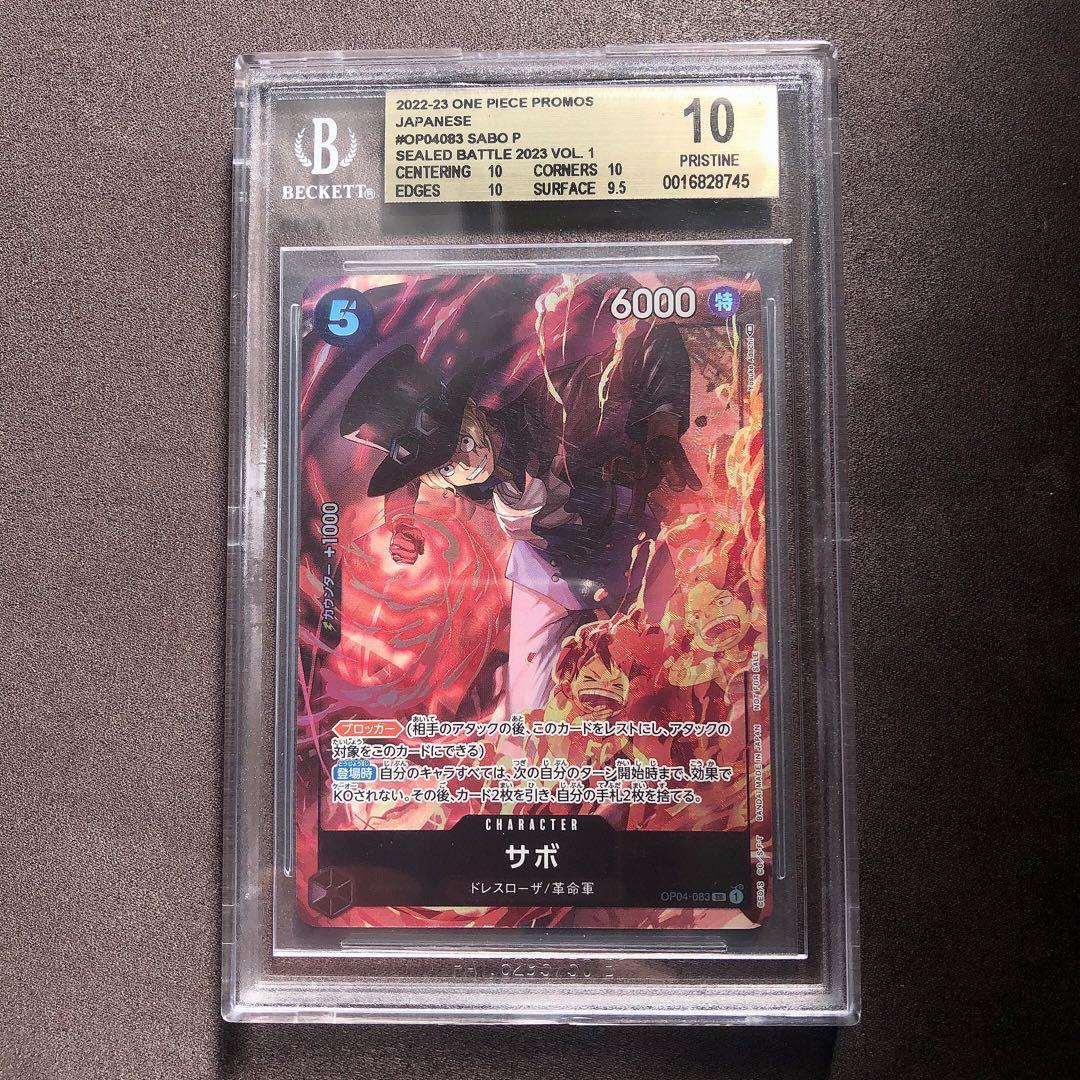 B
BECKETT®
2022-23 ONE PIECE PROMOS
JAPANESE
#OP04083 SABO P
SEALED BATTLE 2023 VOL. 1
CENTERING 10 CORNERS 10
EDGES 10 SURFACE 9.5
10
PRISTINE
0016828745
5
6000 特
カウンター +1000
ブロッカー (相手のアタックの後、このカードをレストにし、アタックの
対象をこのカードにできる)
登場時 自分のキャラすべては、次の自分のターン開始時まで、効果で
KOされない。その後、カード2枚を引き、自分の手札2枚を捨てる。
CHARACTER
サボ
ドレスローザ/革命軍
OP04-083 SR 1
BANDAI MADE IN JAPAN NOT FOR SALE